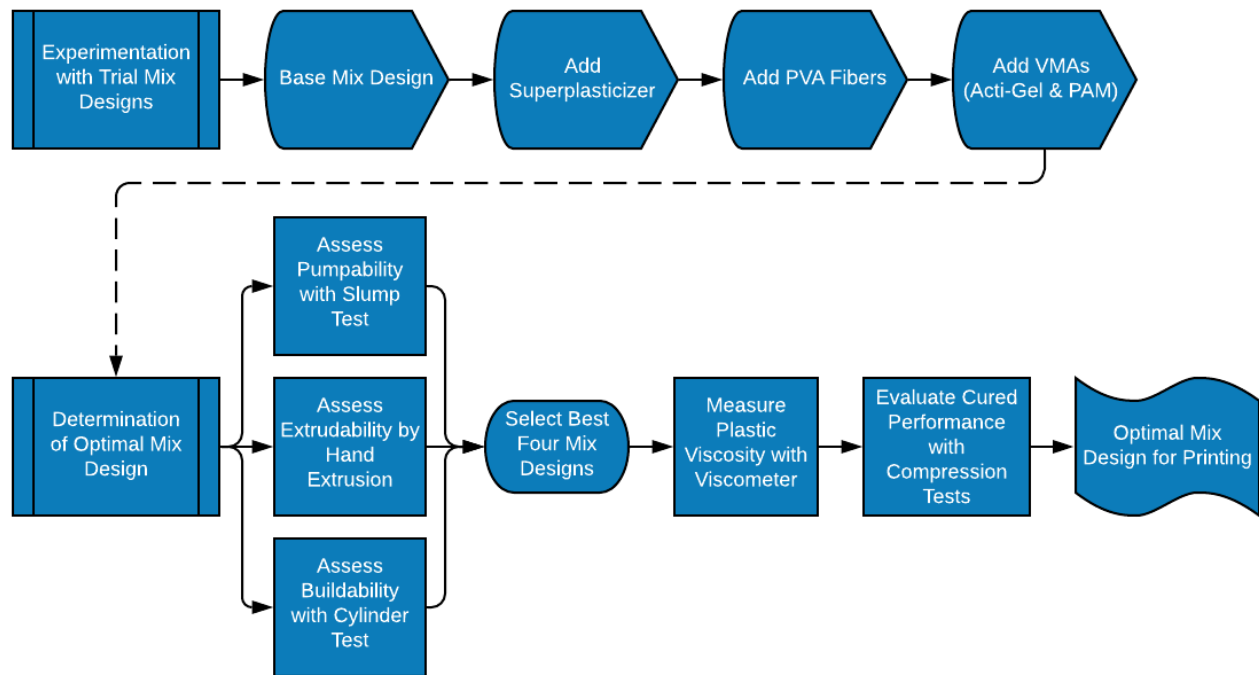 Experimentation
with Trial Mix
Designs
Base Mix Design
Add
Superplasticizer
Add PVA Fibers
Add VMAs
(Acti-Gel & PAM)
Assess
Pumpability
with Slump
Test
Determination
of Optimal Mix
Design
Assess
Extrudability by
Hand
Extrusion
Assess
Buildability
with Cylinder
Test
Select Best
Four Mix
Designs
Measure
Plastic
Viscosity with
Viscometer
Evaluate Cured
Performance
with
Compression
Tests
Optimal Mix
Design for Printing